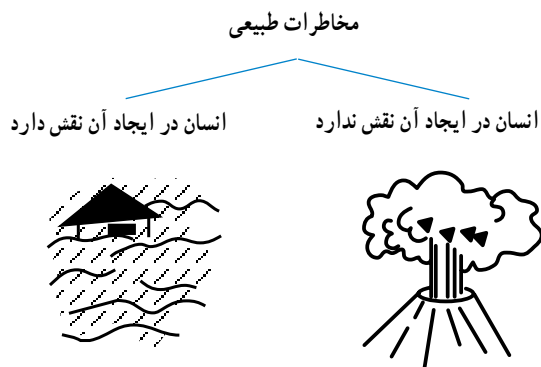 مخاطرات طبیعی
انسان در ایجاد آن نقش ندارد
انسان در ایجاد آن نقش دارد